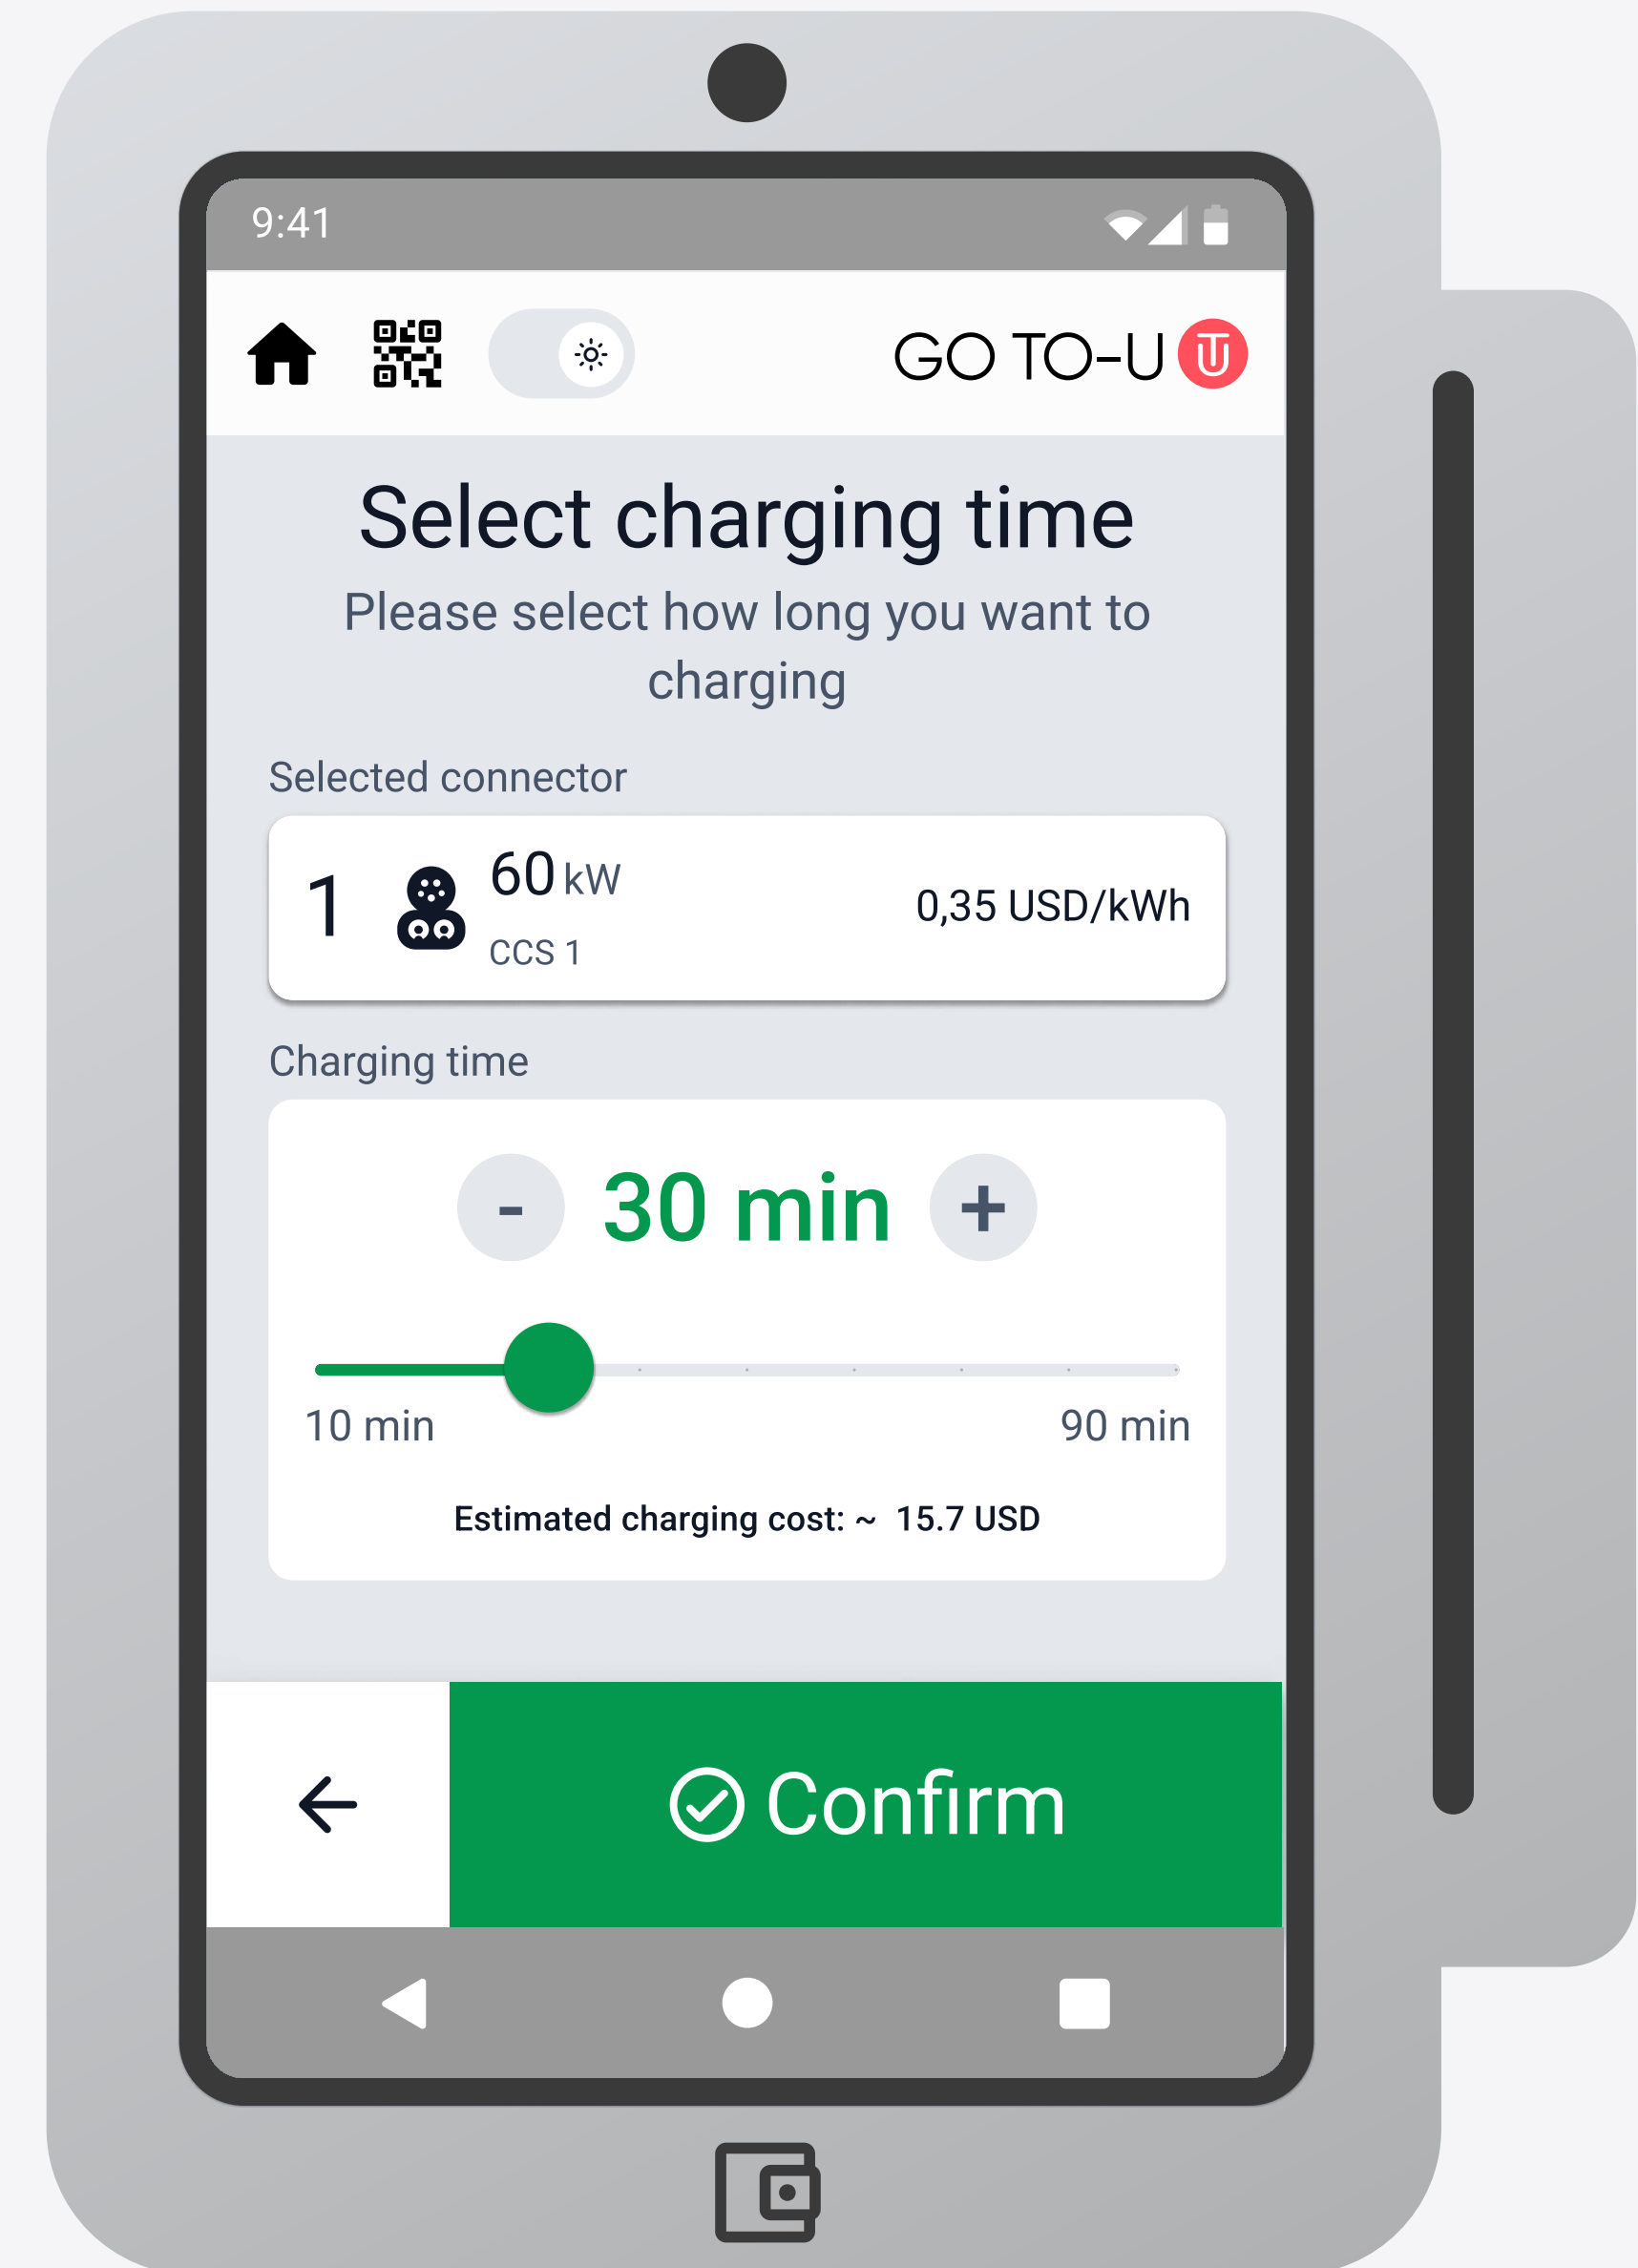 9:41
GO TO-U
Select charging time
Please select how long you want to
charging
Selected connector
1
60 kW
CCS 1
0,35 USD/kWh
Charging time
- 30 min +
10 min
90 min
Estimated charging cost: ~ 15.7 USD
Confirm